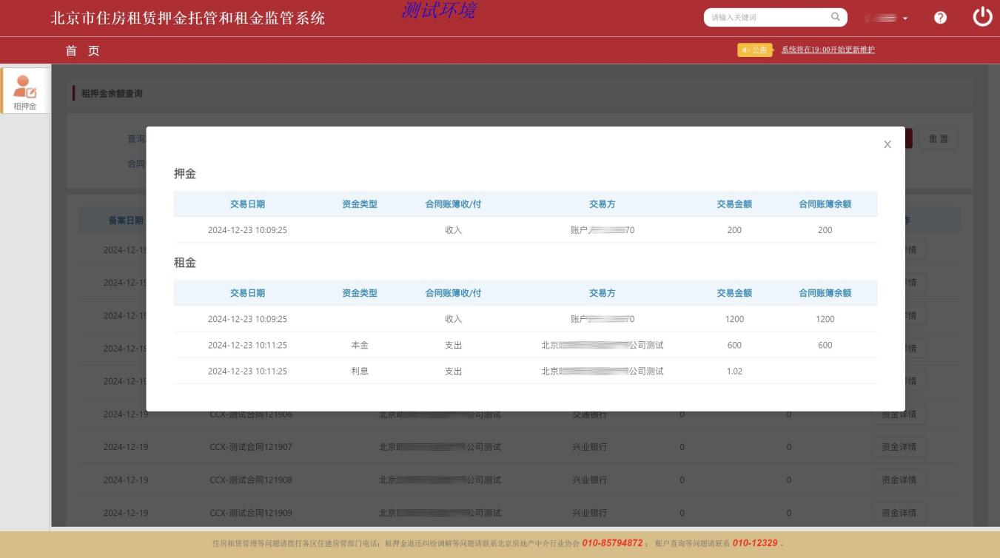 北京市住房租赁押金托管和租金监管系统
测试环境
请输入关键词
首 页
公告 系统将在19:00开始更新维护
租押金
租押金余额查询
查询
重 置
合同
备案日期
X
押金
交易日期 资金类型 合同账簿收/付 交易方 交易金额 合同账簿余额
2024-12-23 10:09:25 收入 账户 70 200 200
租金
交易日期 资金类型 合同账簿收/付 交易方 交易金额 合同账簿余额
2024-12-23 10:09:25 收入 账户 70 1200 1200
2024-12-23 10:11:25 本金 支出 北京 公司测试 600 600
2024-12-23 10:11:25 利息 支出 北京 公司测试 1.02
2024-12-19 情
2024-12-19 情
2024-12-19 情
2024-12-19 情
2024-12-19 情
2024-12-19 CCX-测试合同121906 北京 公司测试 交通银行 0 0 资金详情
2024-12-19 CCX-测试合同121907 北京 公司测试 兴业银行 0 0 资金详情
2024-12-19 CCX-测试合同121908 北京 公司测试 兴业银行 0 0 资金详情
2024-12-19 CCX-测试合同121909 北京 公司测试 兴业银行 0 0 资金详情
住房租赁管理等问题请拨打各区住建房管部门电话；租押金退还纠纷调解等问题请联系北京房地产中介行业协会 010-85794872 ； 账户查询等问题请联系 010-12329 .